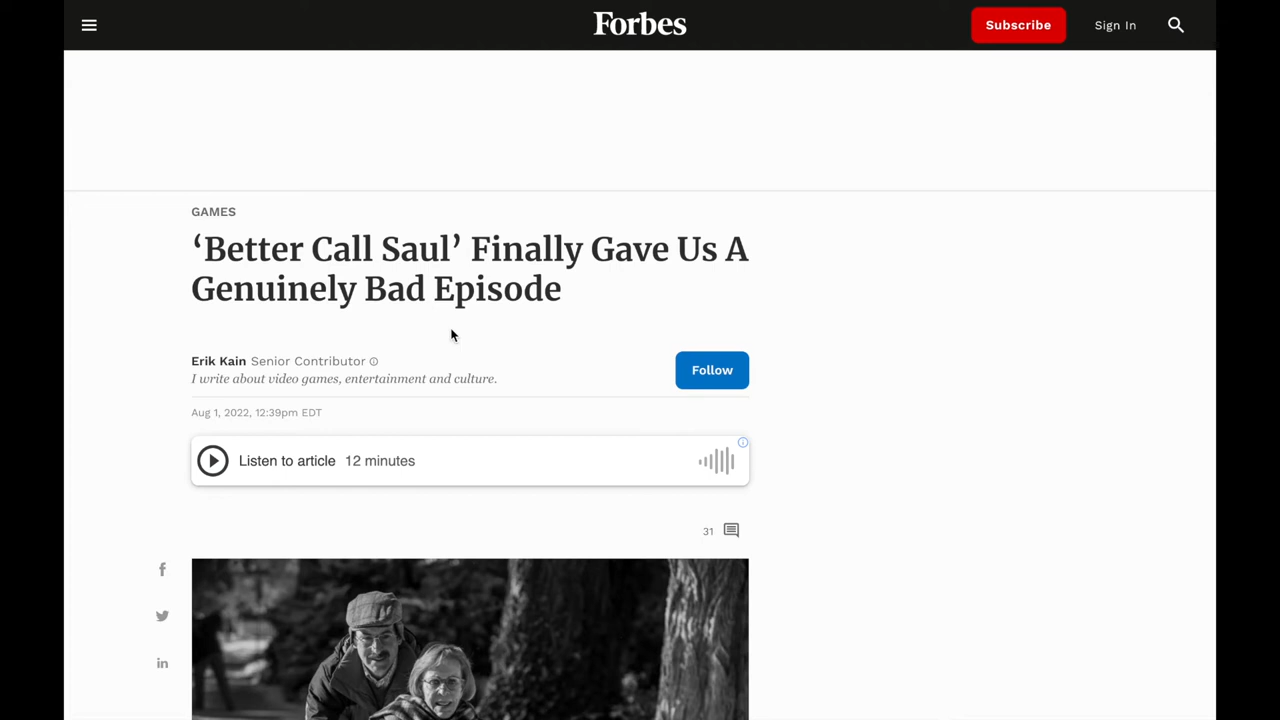 Forbes
Subscribe
Sign In
GAMES
‘Better Call Saul’ Finally Gave Us A
Genuinely Bad Episode
Erik Kain Senior Contributor
I write about video games, entertainment and culture.
Follow
Aug 1, 2022, 12:39pm EDT
Listen to article 12 minutes
31